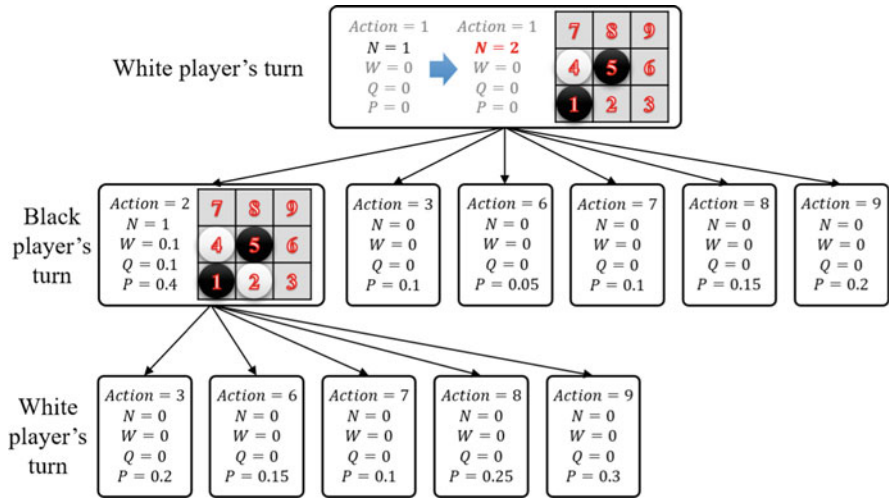 White player's turn
Action = 1
N = 1
W = 0
Q = 0
P = 0
Action = 1
N = 2
W = 0
Q = 0
P = 0
7 8 9
4 5 6
1 2 3
Black
player's
turn
Action = 2
N = 1
W = 0.1
Q = 0.1
P = 0.4
7 8 9
4 5 6
1 2 3
Action = 3
N = 0
W = 0
Q = 0
P = 0.1
Action = 6
N = 0
W = 0
Q = 0
P = 0.05
Action = 7
N = 0
W = 0
Q = 0
P = 0.1
Action = 8
N = 0
W = 0
Q = 0
P = 0.15
Action = 9
N = 0
W = 0
Q = 0
P = 0.2
White
player's
turn
Action = 3
N = 0
W = 0
Q = 0
P = 0.2
Action = 6
N = 0
W = 0
Q = 0
P = 0.15
Action = 7
N = 0
W = 0
Q = 0
P = 0.1
Action = 8
N = 0
W = 0
Q = 0
P = 0.25
Action = 9
N = 0
W = 0
Q = 0
P = 0.3